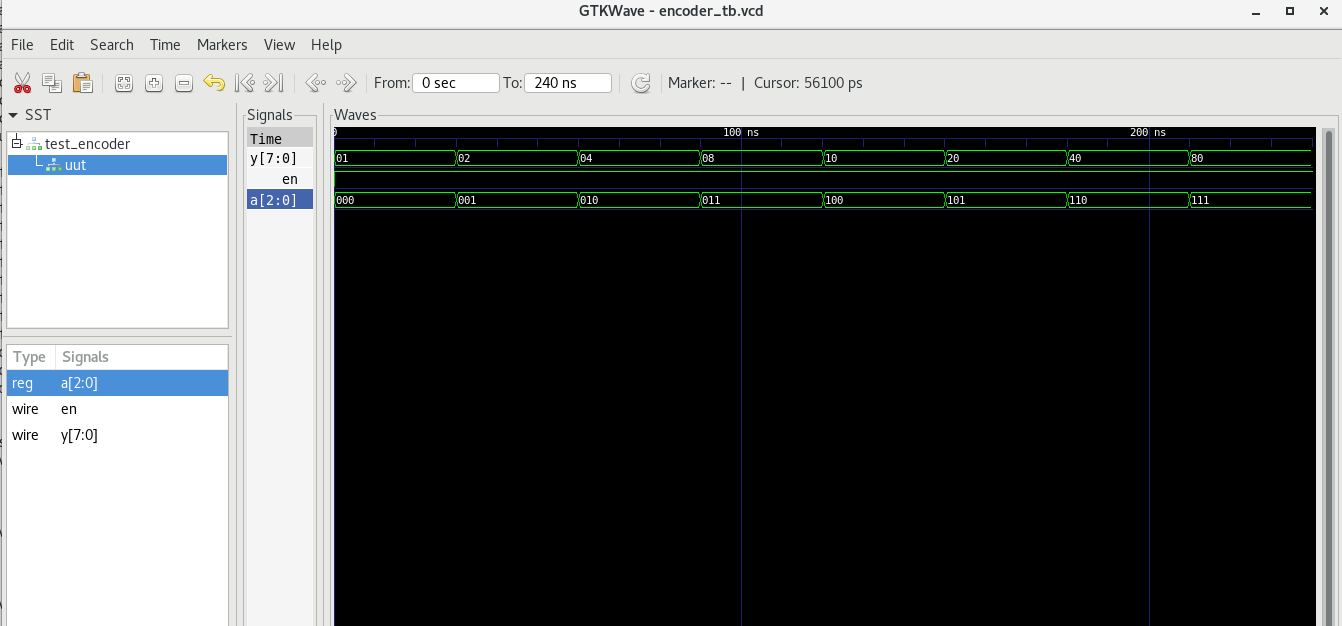 GTKWave - encoder_tb.vcd
File Edit Search Time Markers View Help
From: 0 sec To: 240 ns Marker: -- | Cursor: 56100 ps
SST
test_encoder
uut
Type Signals
reg a[2:0]
wire en
wire y[7:0]
Signals
Time
y[7:0]
en
a[2:0]
Waves
0 100 ns 200 ns
01 02 04 08 10 20 40 80
000 001 010 011 100 101 110 111